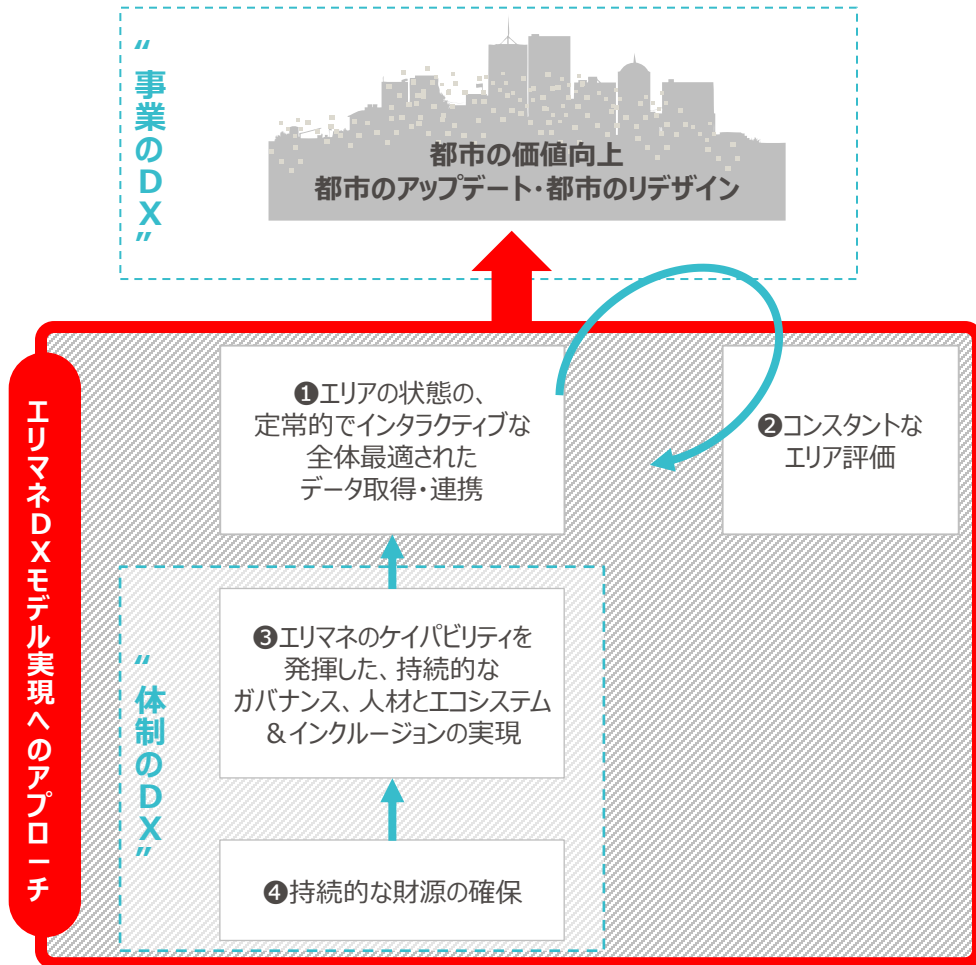 “事業のDX”
都市の価値向上
都市のアップデート・都市のリデザイン
エリマネDXモデル実現へのアプローチ
❶エリアの状態の、
定常的でインタラクティブな
全体最適された
データ取得・連携
❷コンスタントな
エリア評価
“体制のDX”
❸エリマネのケイパビリティを
発揮した、持続的な
ガバナンス、人材とエコシステム
＆インクルージョンの実現
❹持続的な財源の確保